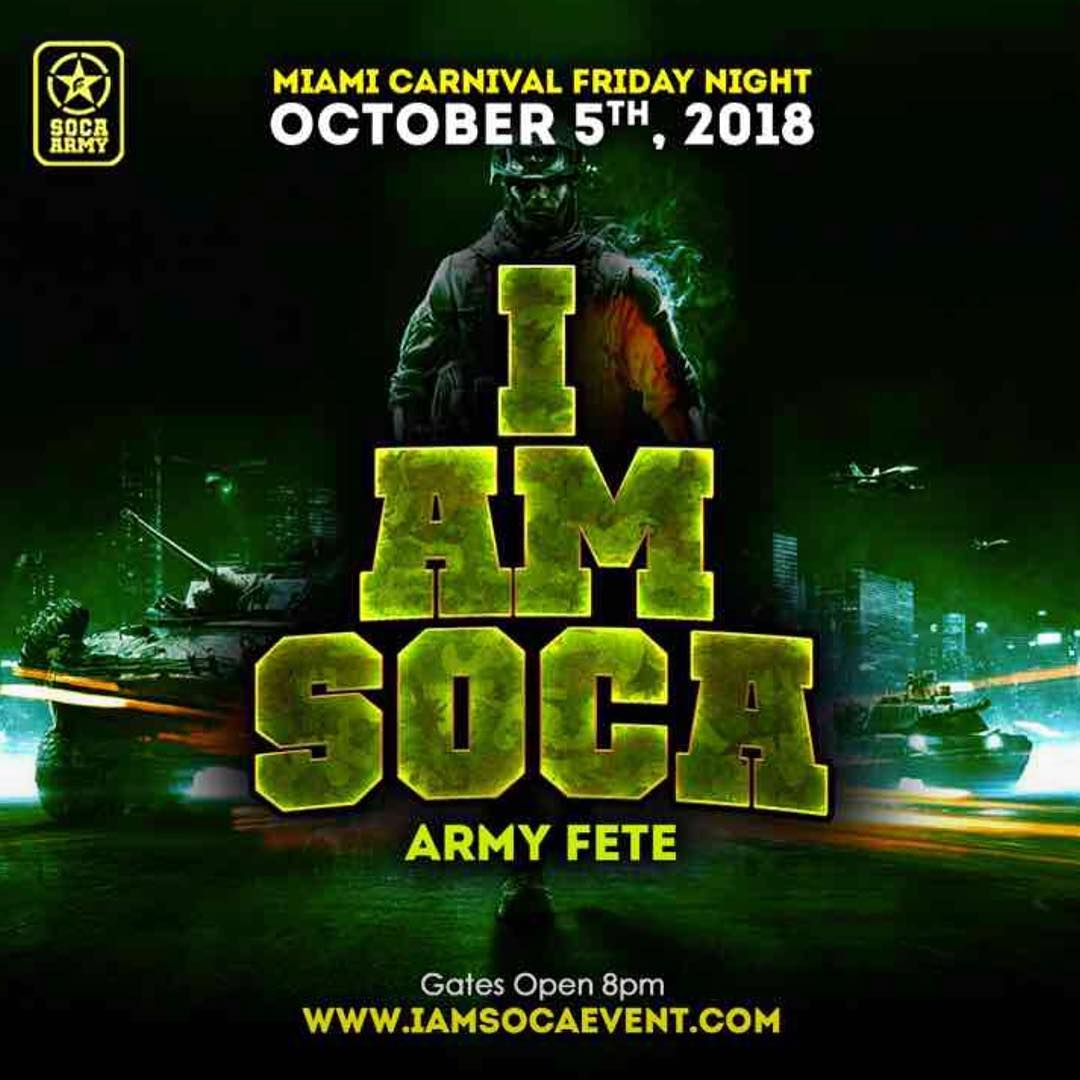 SOCA
ARMY
MIAMI CARNIVAL FRIDAY NIGHT
OCTOBER 5TH, 2018
I
AM
SOCA
ARMY FETE
Gates Open 8pm
WWW.IAMSOCAEVENT.COM